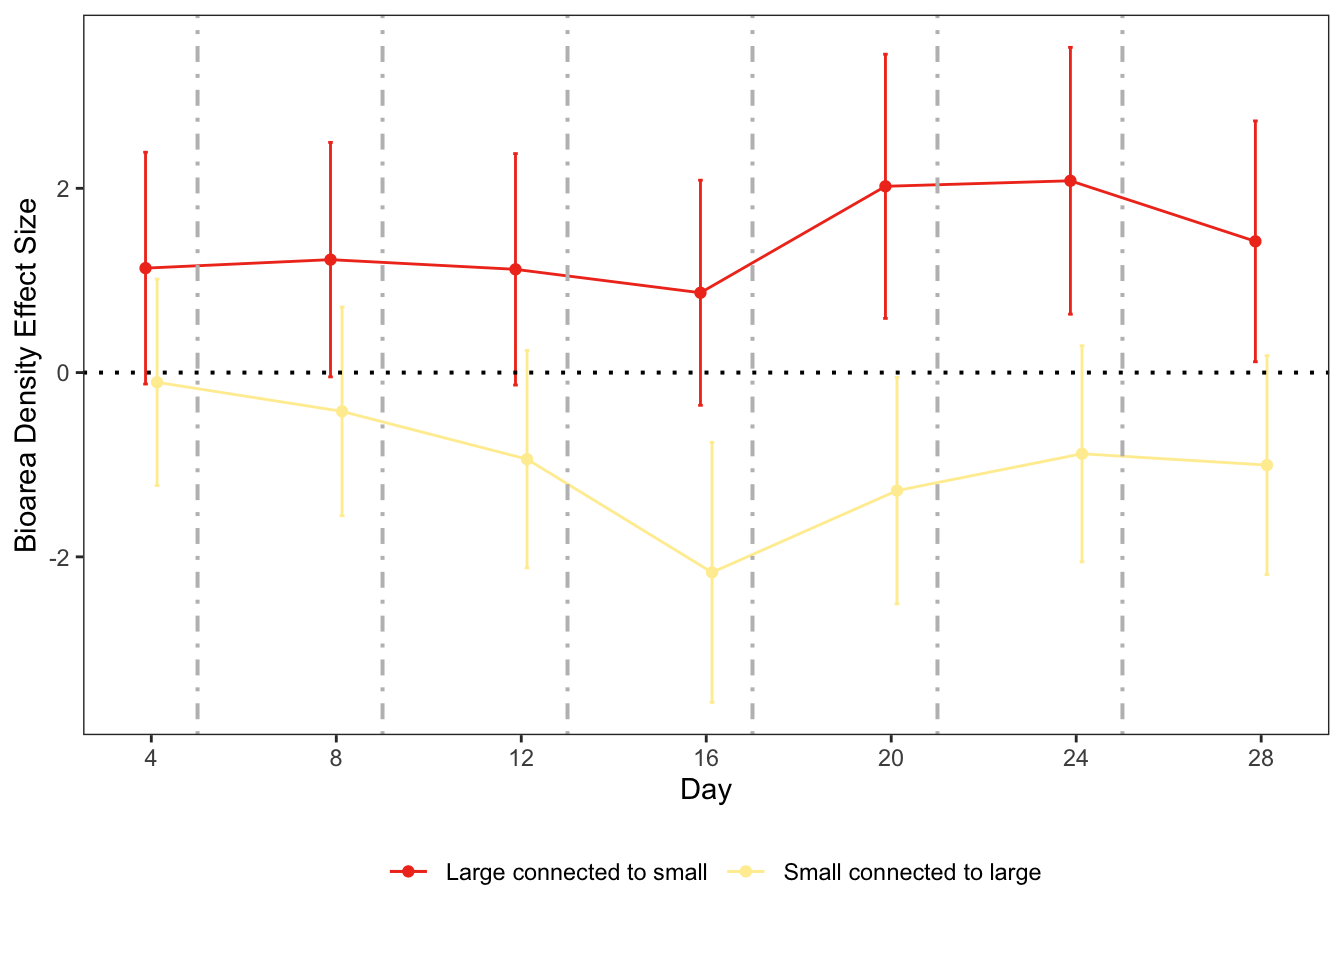 Bioarea Density Effect Size
2
0
-2
4 8 12 16 20 24 28
Day
Large connected to small Small connected to large